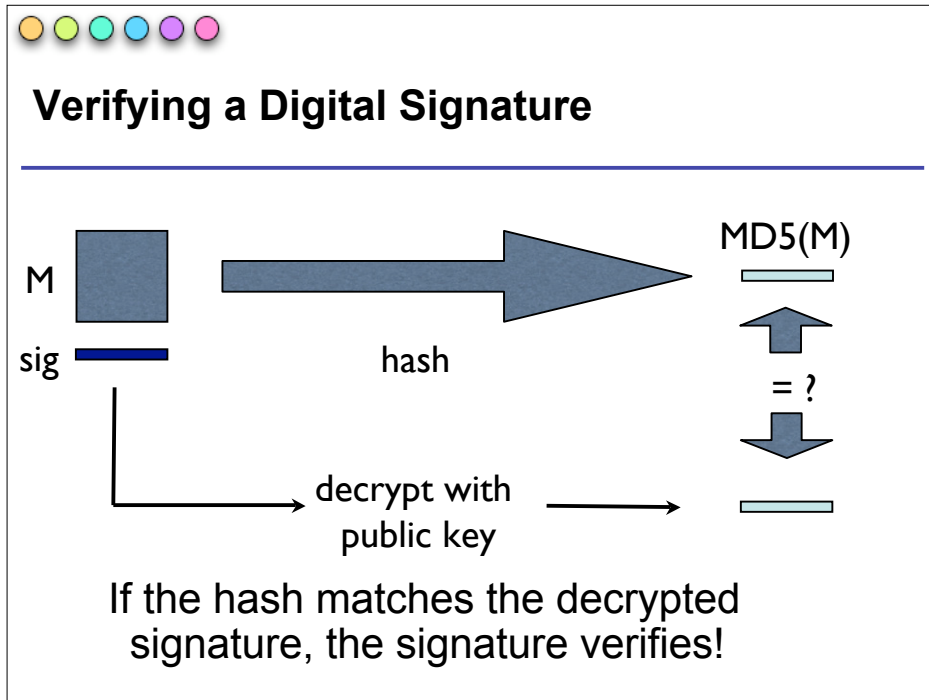 Verifying a Digital Signature
M
MD5(M)
sig
hash
= ?
decrypt with
public key
If the hash matches the decrypted
signature, the signature verifies!